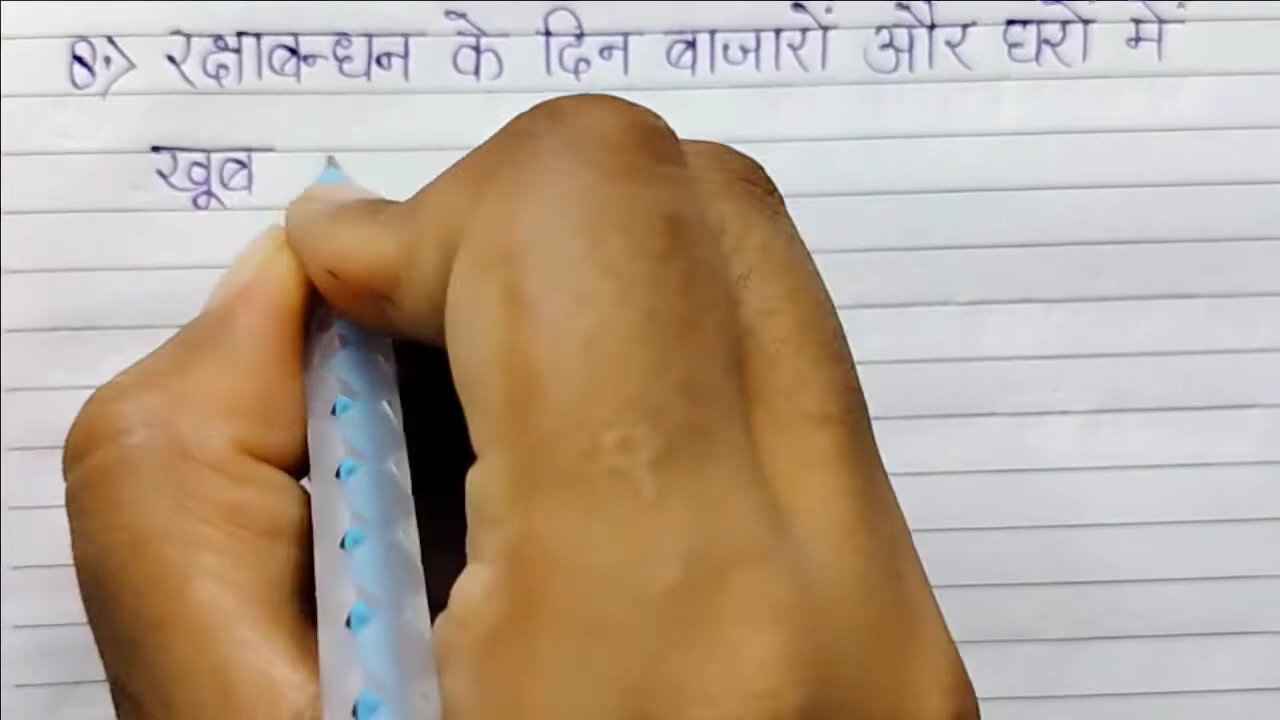 8.> रक्षाबन्धन के दिन बाजारों और घरों में
खूब